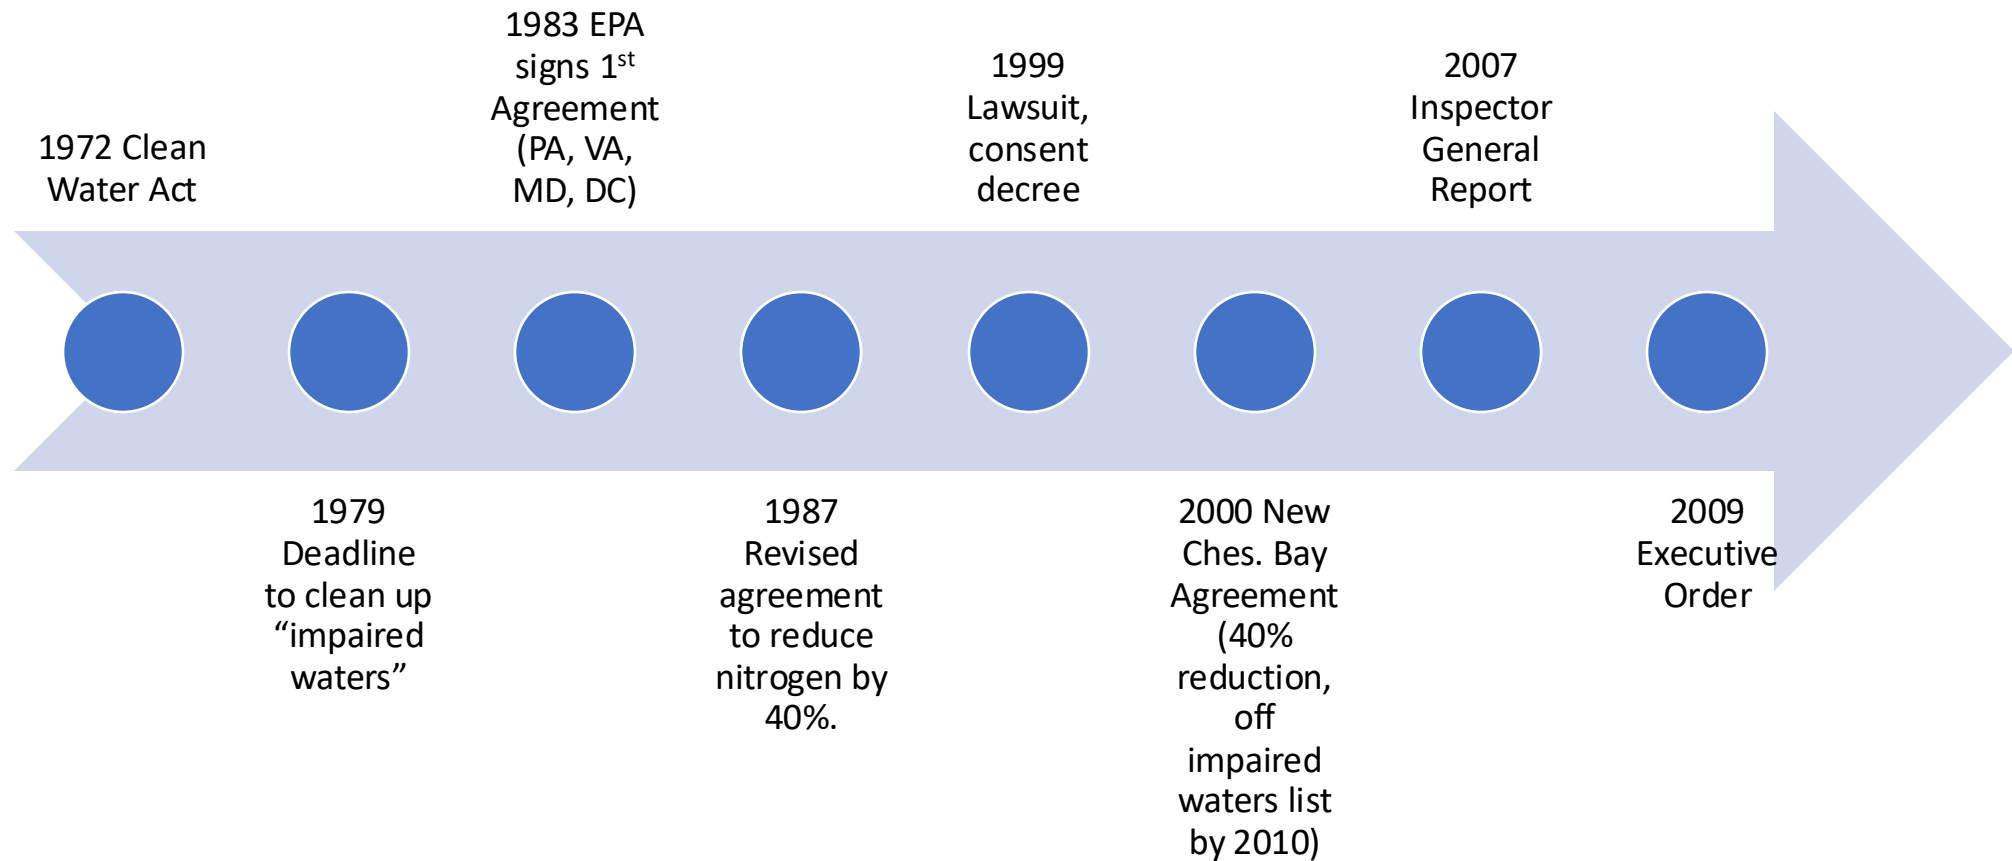 1972 Clean
Water Act
1979
Deadline
to clean up
“impaired
waters”
1983 EPA
signs 1st
Agreement
(PA, VA,
MD, DC)
1987
Revised
agreement
to reduce
nitrogen by
40%.
1999
Lawsuit,
consent
decree
2000 New
Ches. Bay
Agreement
(40%
reduction,
off
impaired
waters list
by 2010)
2007
Inspector
General
Report
2009
Executive
Order